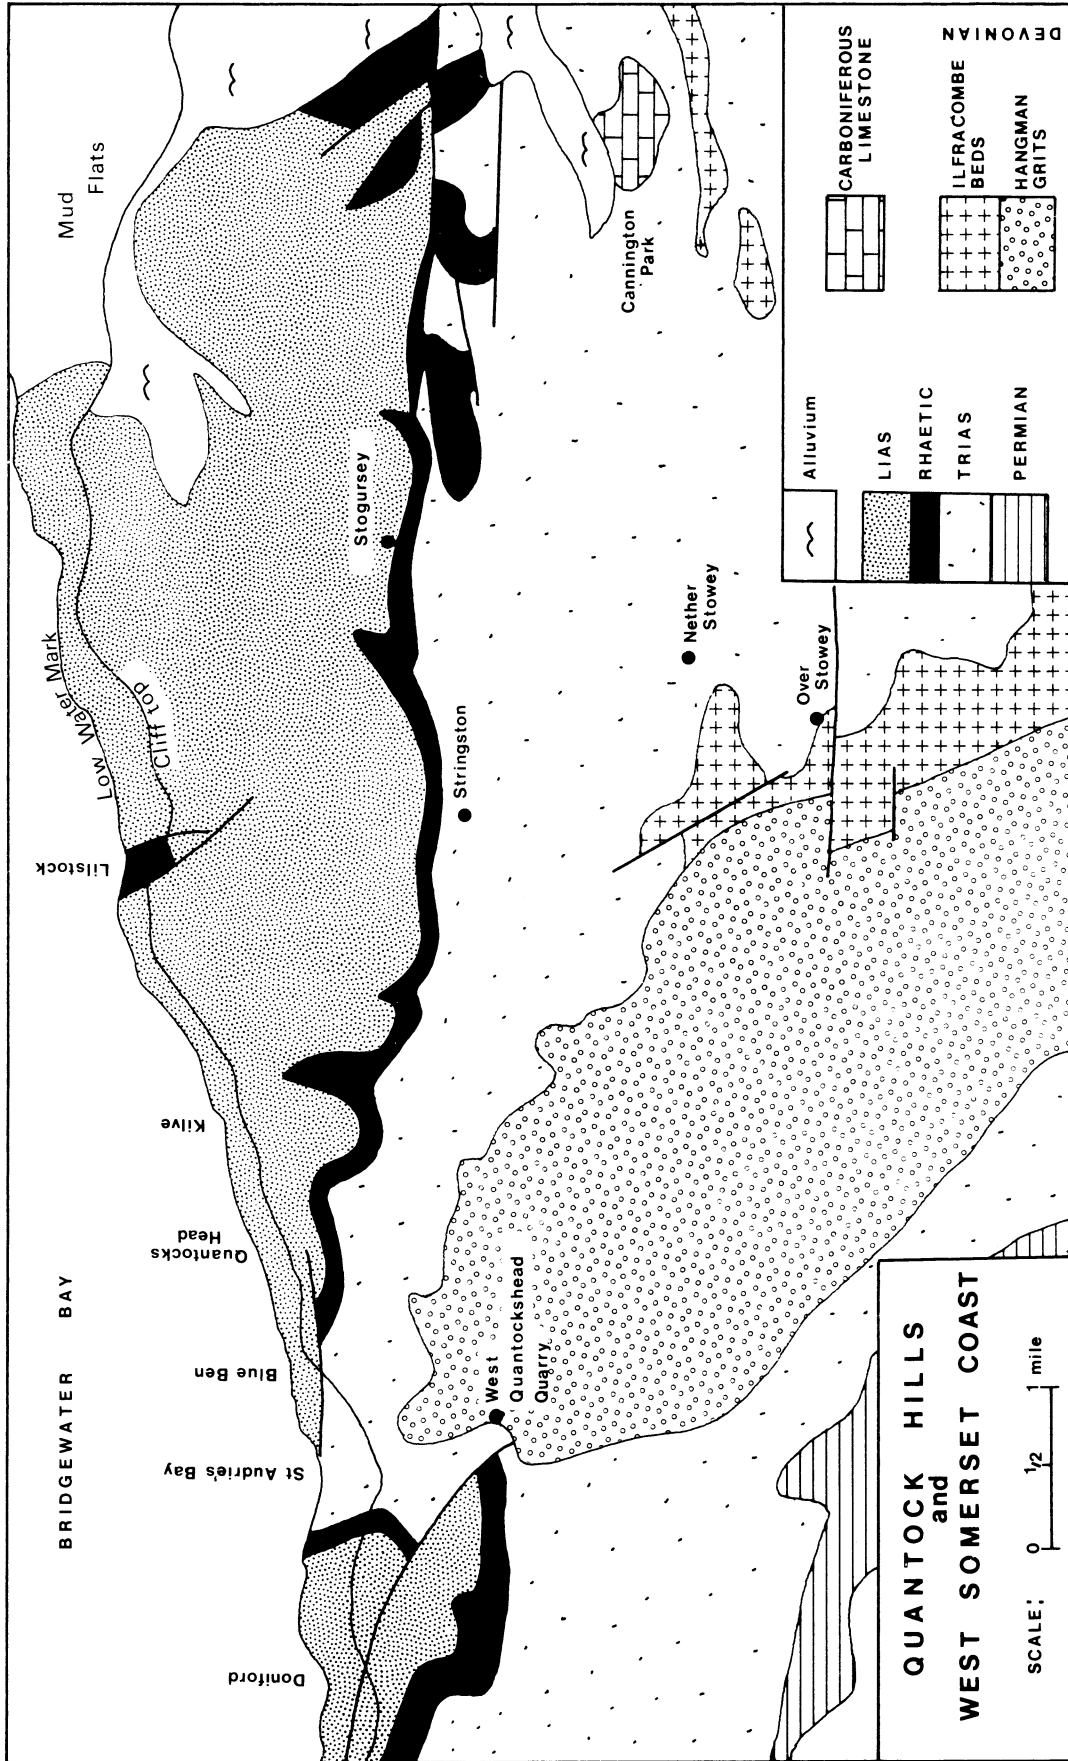 BRIDGEWATER BAY
Mud
Flats
Low Water Mark
Cliff top
Doniford
St Audrie's Bay
Blue Ben
Quantocks
Head
Kilve
Lilstock
Stogursey
Stringston
West
Quantockshead
Quarry
Nether
Stowey
Over
Stowey
Cannington
Park
QUANTOCK HILLS
and
WEST SOMERSET COAST
SCALE:
0 1/2 1 mile
Alluvium
LIAS
RHAETIC
TRIAS
PERMIAN
CARBONIFEROUS
LIMESTONE
ILFRACOMBE
BEDS
HANGMAN
GRITS
DEVONIAN